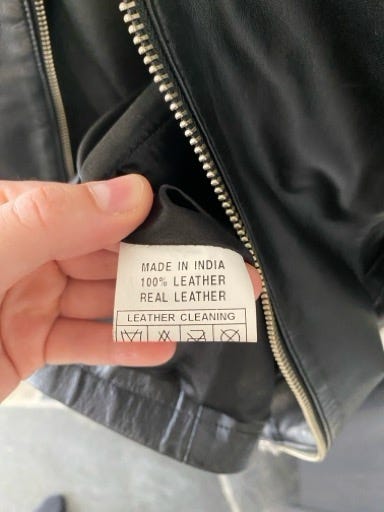 MADE IN INDIA
100% LEATHER
REAL LEATHER
LEATHER CLEANING